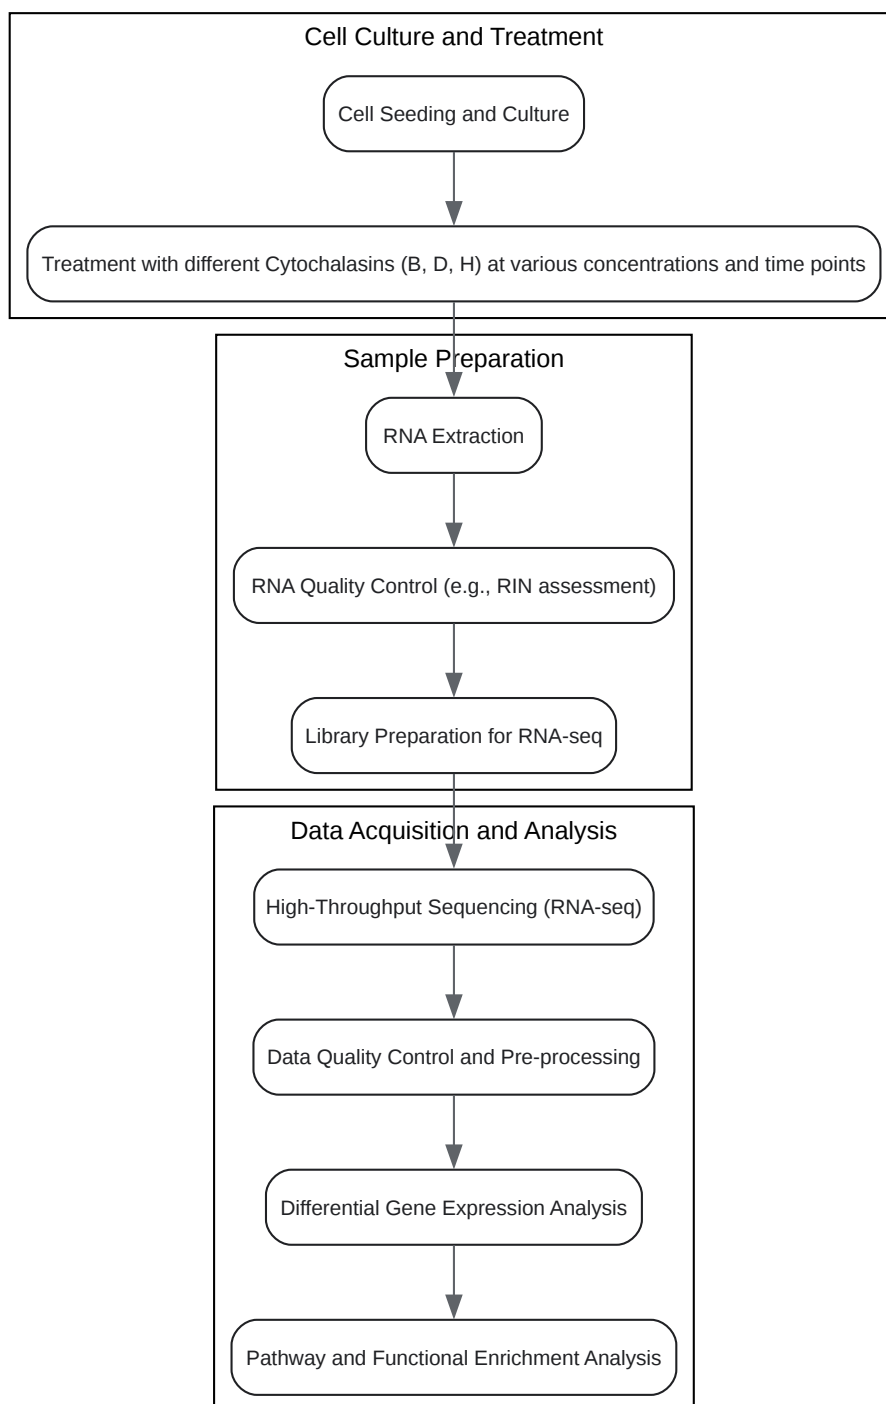 Cell Culture and Treatment
Cell Seeding and Culture
Treatment with different Cytochalasins (B, D, H) at various concentrations and time points
Sample Preparation
RNA Extraction
RNA Quality Control (e.g., RIN assessment)
Library Preparation for RNA-seq
Data Acquisition and Analysis
High-Throughput Sequencing (RNA-seq)
Data Quality Control and Pre-processing
Differential Gene Expression Analysis
Pathway and Functional Enrichment Analysis